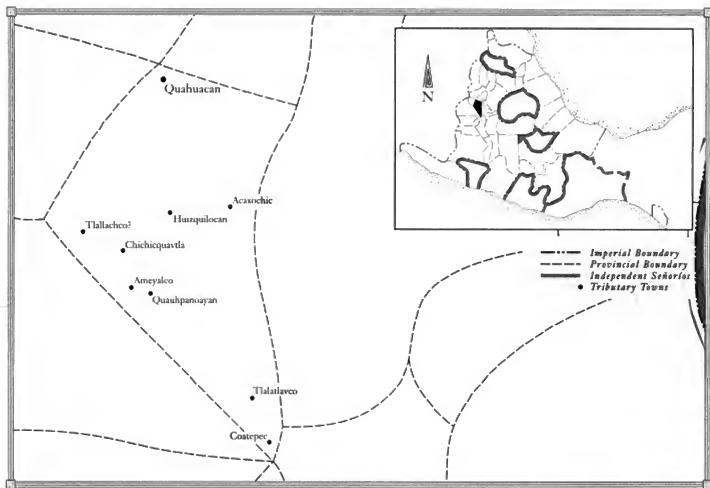 Quahuacan
N
Acaxochic
Huizquilocan
Tlallachco?
Chichicquavtla
Ameyalco
Quauhpanoayan
Imperial Boundary
Provincial Boundary
Independent Señoríos
Tributary Towns
Tlalatlavco
Coatepec